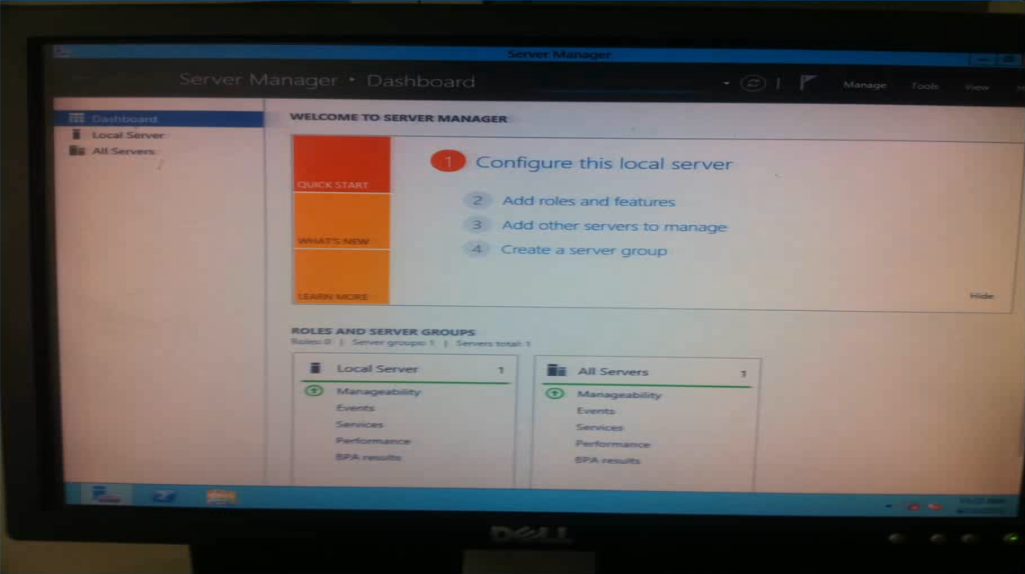 Server Manager
Server Manager • Dashboard
Manage Tools View
Dashboard
Local Server
All Servers
WELCOME TO SERVER MANAGER
QUICK START
WHAT'S NEW
LEARN MORE
1 Configure this local server
2 Add roles and features
3 Add other servers to manage
4 Create a server group
Hide
ROLES AND SERVER GROUPS
Roles: 0 | Server groups: 1 | Servers total: 1
Local Server 1
Manageability
Events
Services
Performance
BPA results
All Servers 1
Manageability
Events
Services
Performance
BPA results
DELL